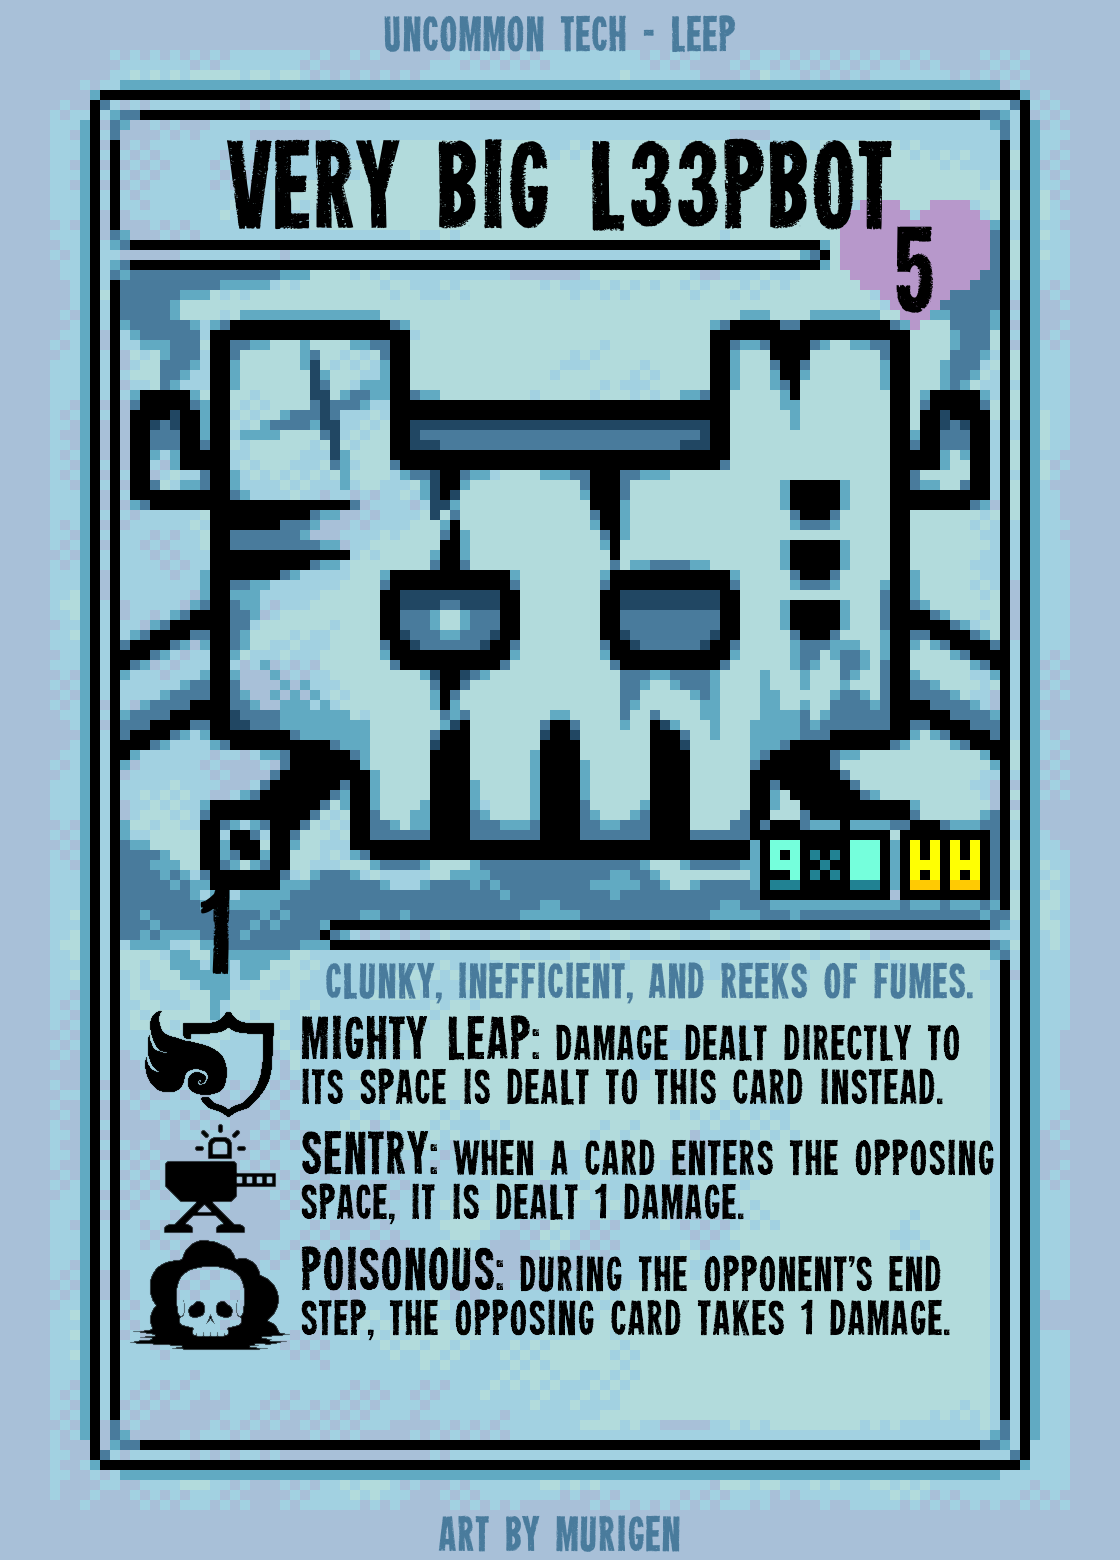 UNCOMMON TECH - LEEP
VERY BIG L33PBOT
5
9
1
CLUNKY, INEFFICIENT, AND REEKS OF FUMES.
MIGHTY LEAP: DAMAGE DEALT DIRECTLY TO
ITS SPACE IS DEALT TO THIS CARD INSTEAD.
SENTRY: WHEN A CARD ENTERS THE OPPOSING
SPACE, IT IS DEALT 1 DAMAGE.
POISONOUS: DURING THE OPPONENT'S END
STEP, THE OPPOSING CARD TAKES 1 DAMAGE.
ART BY MURIGEN